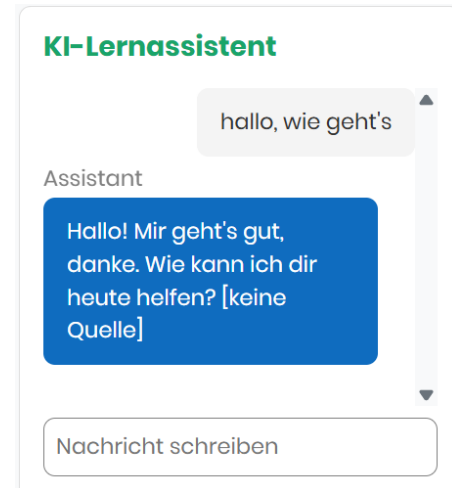 KI-Lernassistent
hallo, wie geht's
Assistant
Hallo! Mir geht's gut,
danke. Wie kann ich dir
heute helfen? [keine
Quelle]
Nachricht schreiben